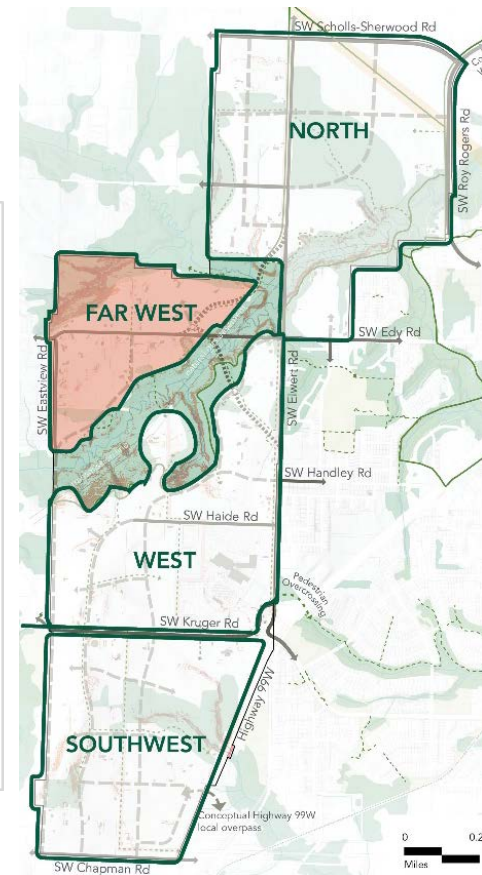 SW Scholls-Sherwood Rd
NORTH
SW Roy Rogers Rd
FAR WEST
SW Edy Rd
SW Eastview Rd
SW Elwert Rd
SW Handley Rd
SW Haide Rd
WEST
Pedestrian
Overcrossing
SW Kruger Rd
Highway 99W
SOUTHWEST
Conceptual Highway 99W
local overpass
0 0.2
Miles
SW Chapman Rd